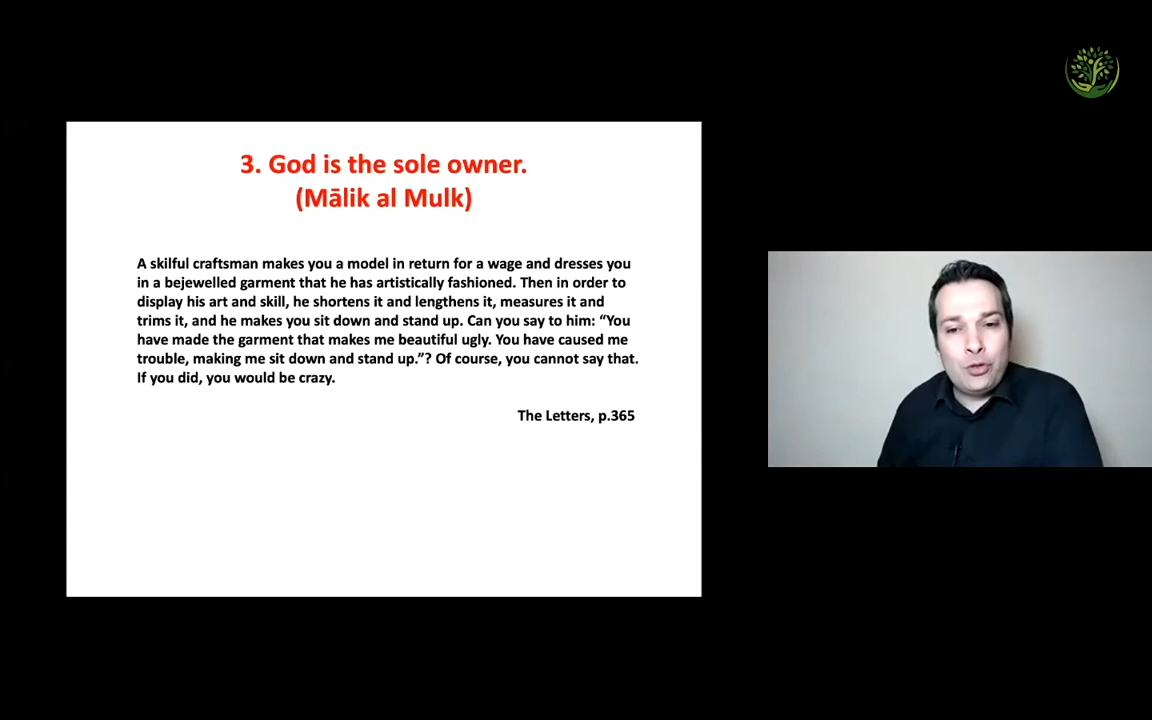 3. God is the sole owner.
(Mālik al Mulk)
A skilful craftsman makes you a model in return for a wage and dresses you
in a bejewelled garment that he has artistically fashioned. Then in order to
display his art and skill, he shortens it and lengthens it, measures it and
trims it, and he makes you sit down and stand up. Can you say to him: “You
have made the garment that makes me beautiful ugly. You have caused me
trouble, making me sit down and stand up.”? Of course, you cannot say that.
If you did, you would be crazy.
The Letters, p.365